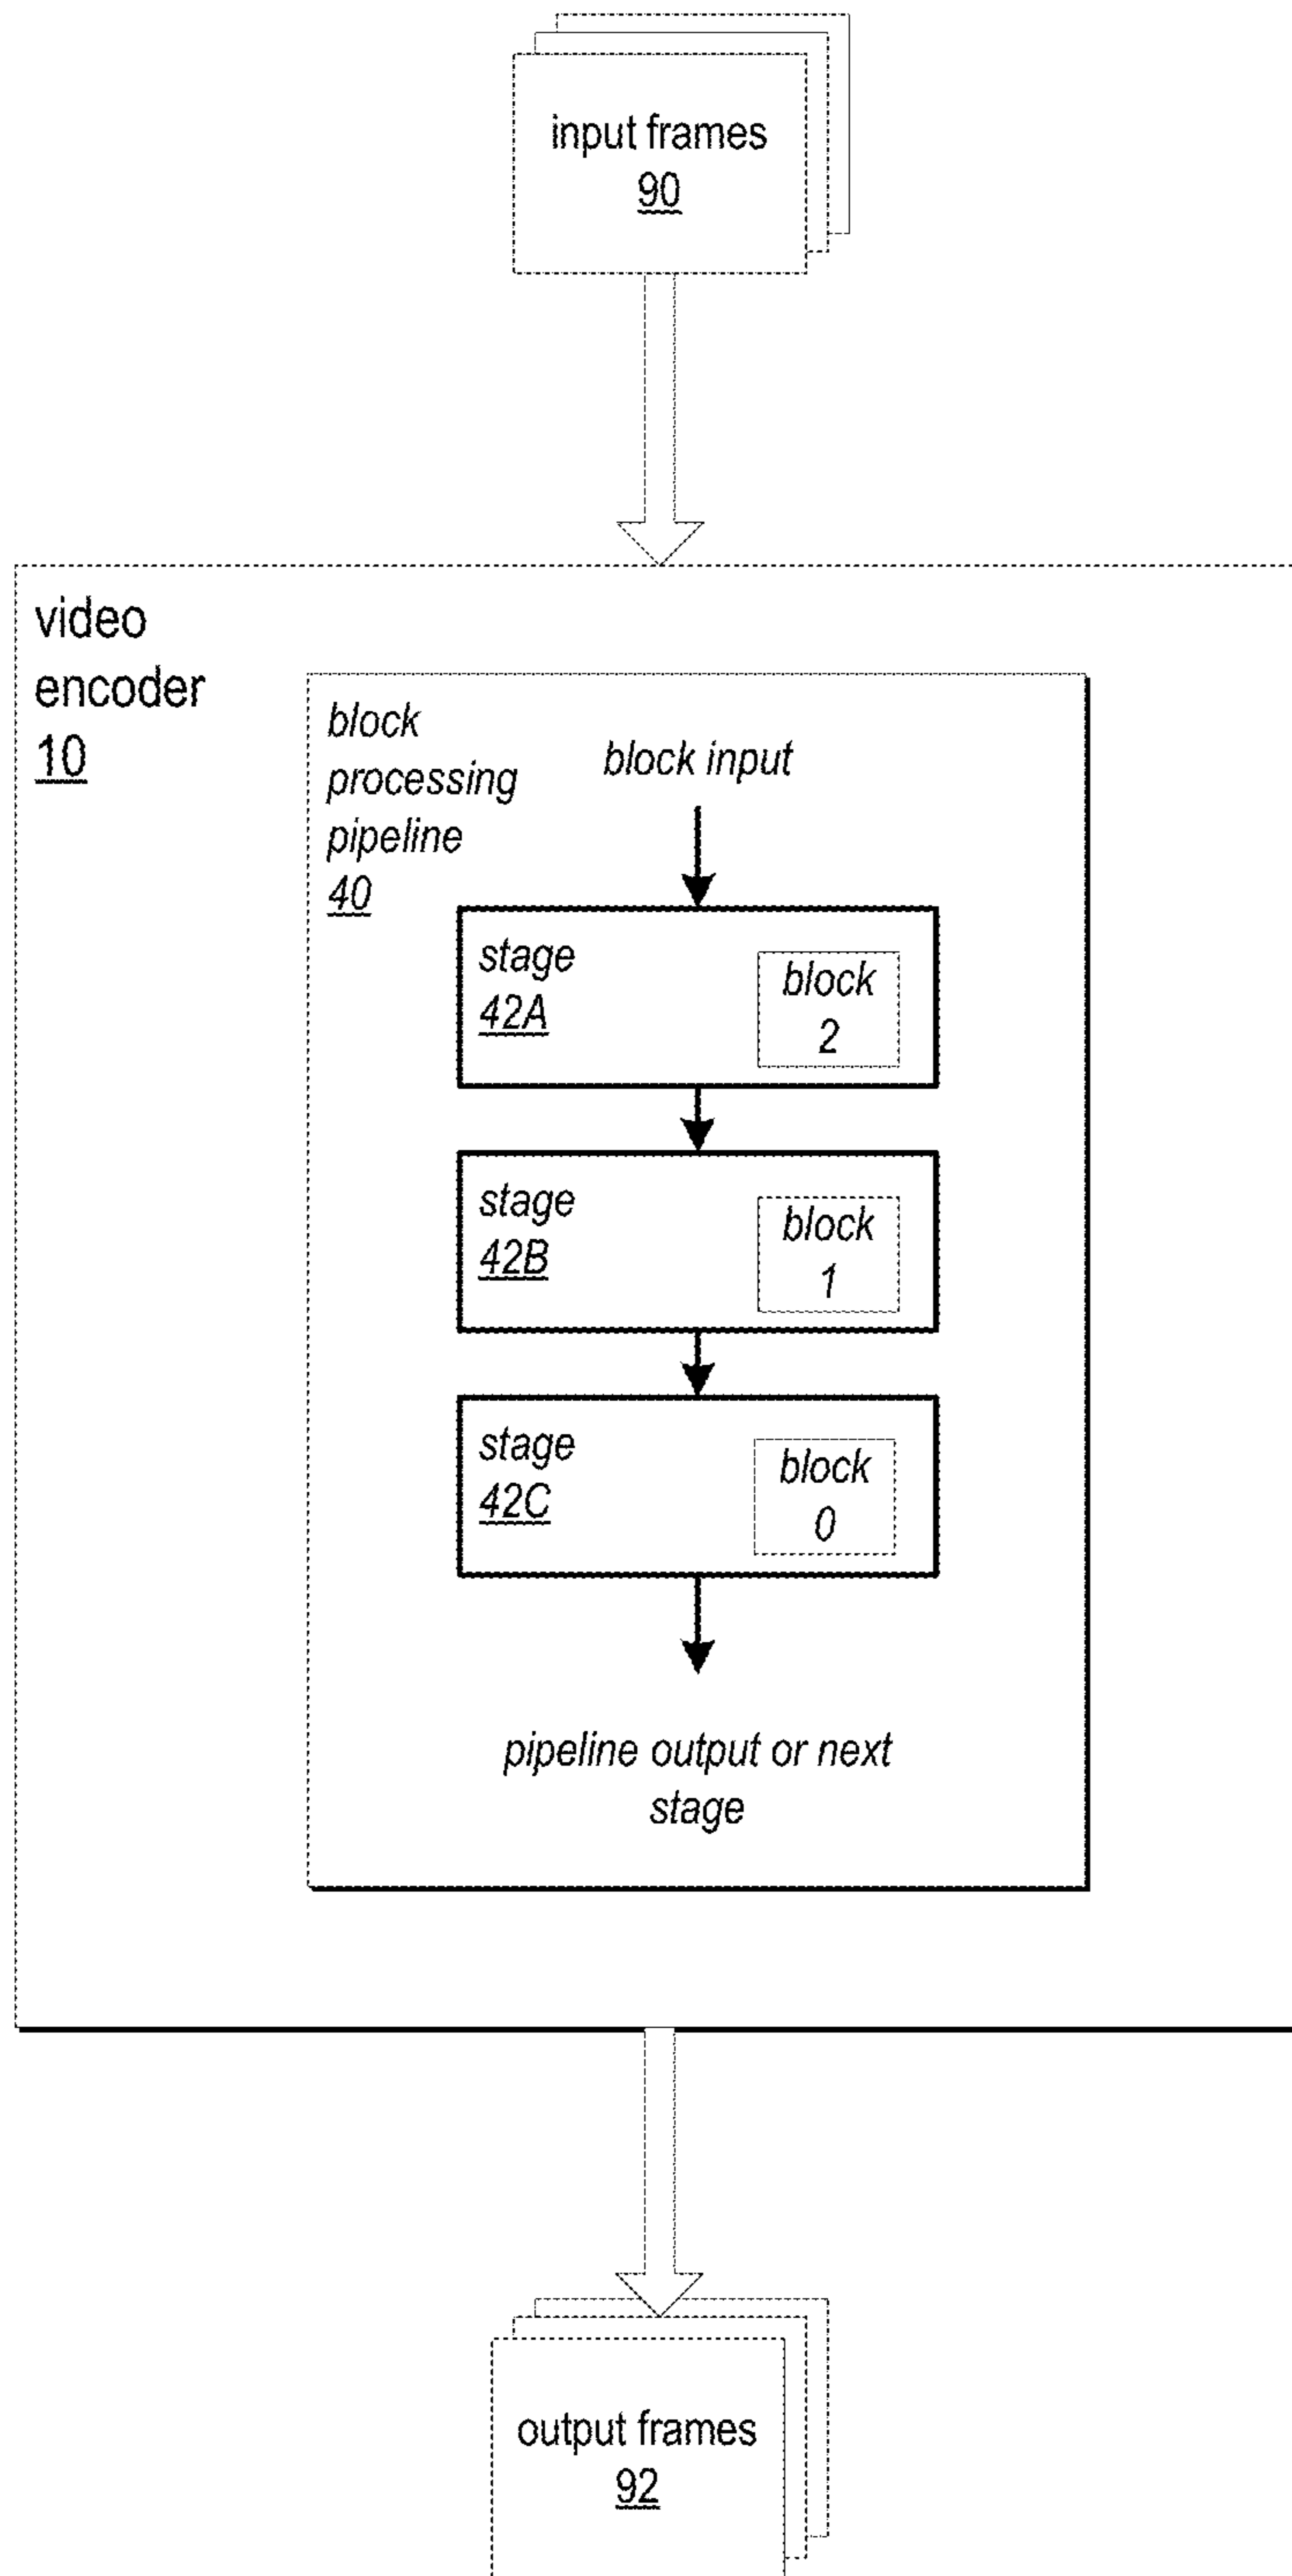 input frames
90
video
encoder
10
block
processing
pipeline
40
block input
stage
42A
block
2
stage
42B
block
1
stage
42C
block
0
pipeline output or next
stage
output frames
92